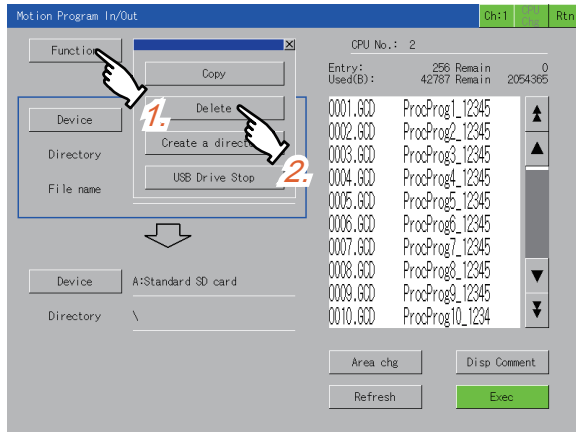 Motion Program In/Out Ch:1 CPU Chg Rtn
Function
Copy
Delete
Create a direct
USB Drive Stop
1.
2.
Device
Directory
File name
Device A:Standard SD card
Directory \
CPU No.: 2
Entry: 256 Remain 0
Used(B): 42787 Remain 2054365
0001.GCD ProcProg1_12345
0002.GCD ProcProg2_12345
0003.GCD ProcProg3_12345
0004.GCD ProcProg4_12345
0005.GCD ProcProg5_12345
0006.GCD ProcProg6_12345
0007.GCD ProcProg7_12345
0008.GCD ProcProg8_12345
0009.GCD ProcProg9_12345
0010.GCD ProcProg10_1234
Area chg Disp Comment
Refresh Exec